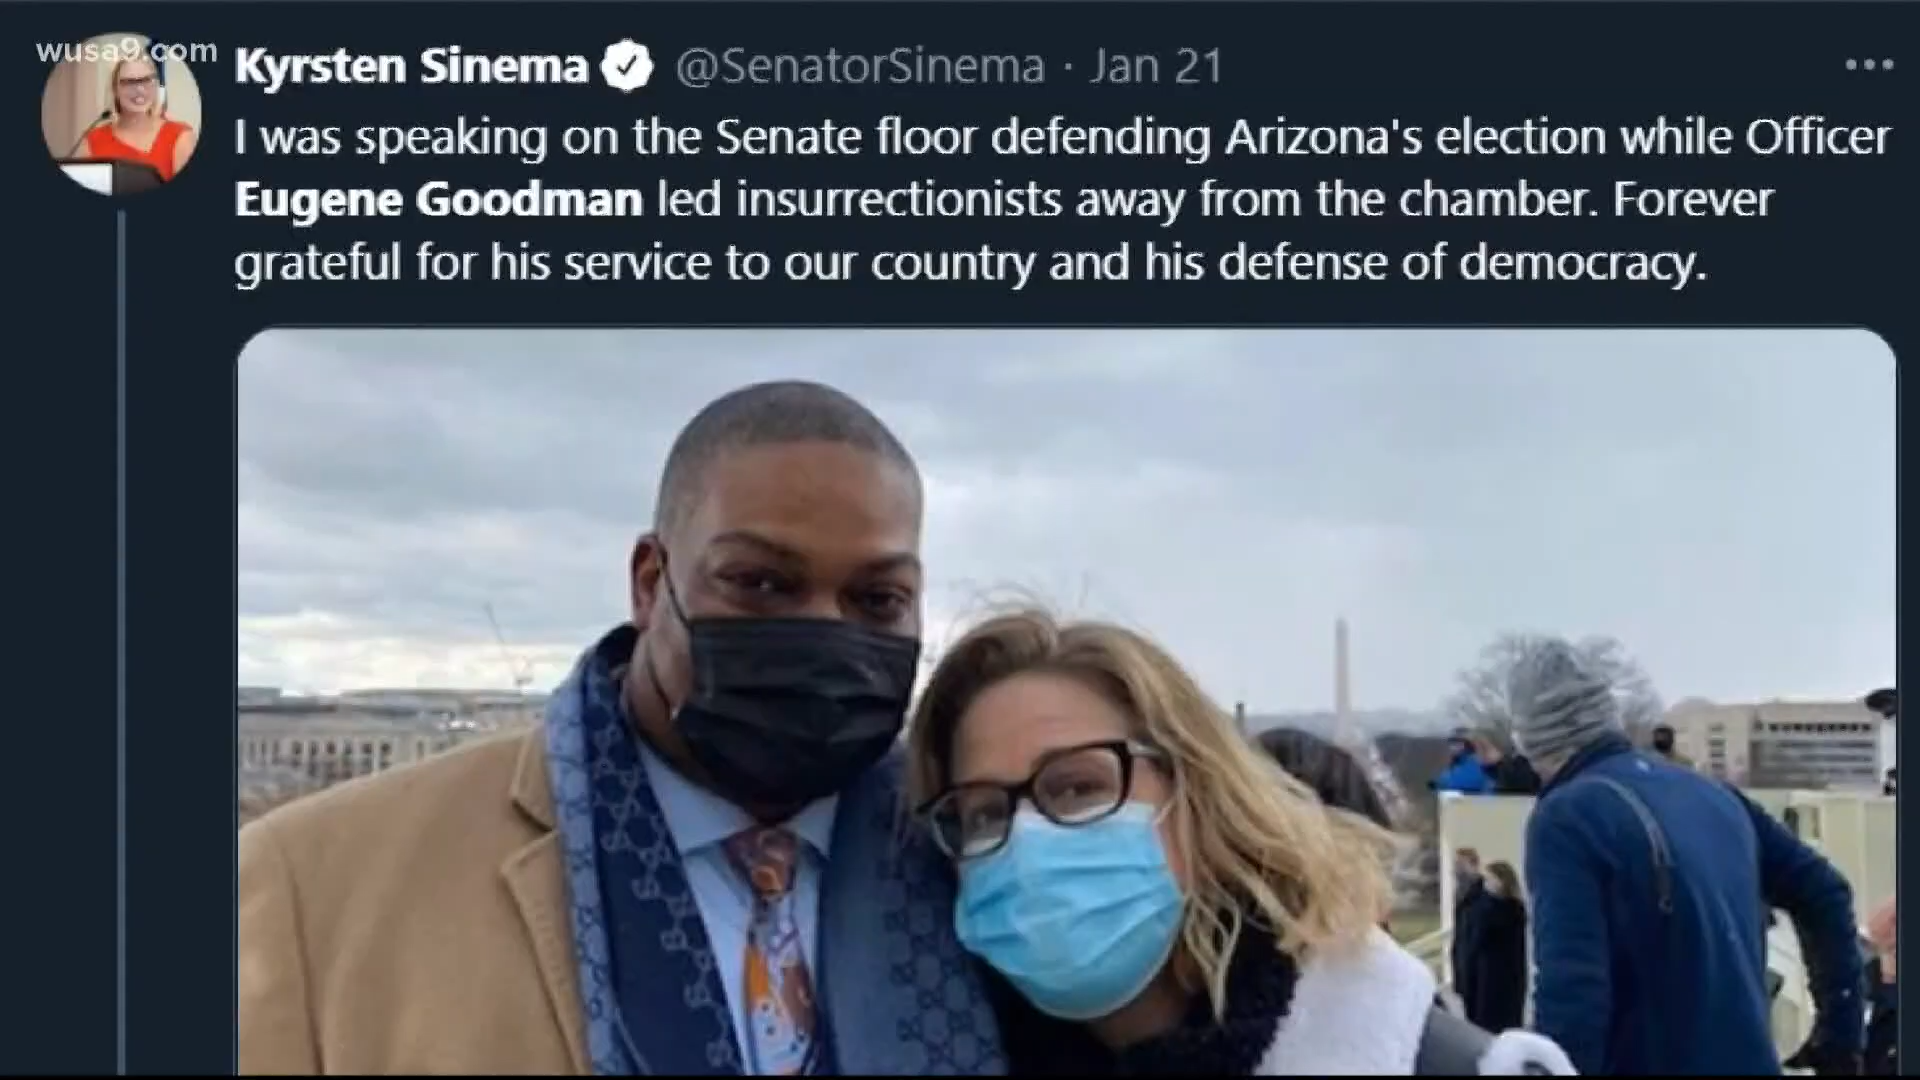 wusa9.com
Kyrsten Sinema @SenatorSinema · Jan 21
I was speaking on the Senate floor defending Arizona's election while Officer
Eugene Goodman led insurrectionists away from the chamber. Forever
grateful for his service to our country and his defense of democracy.